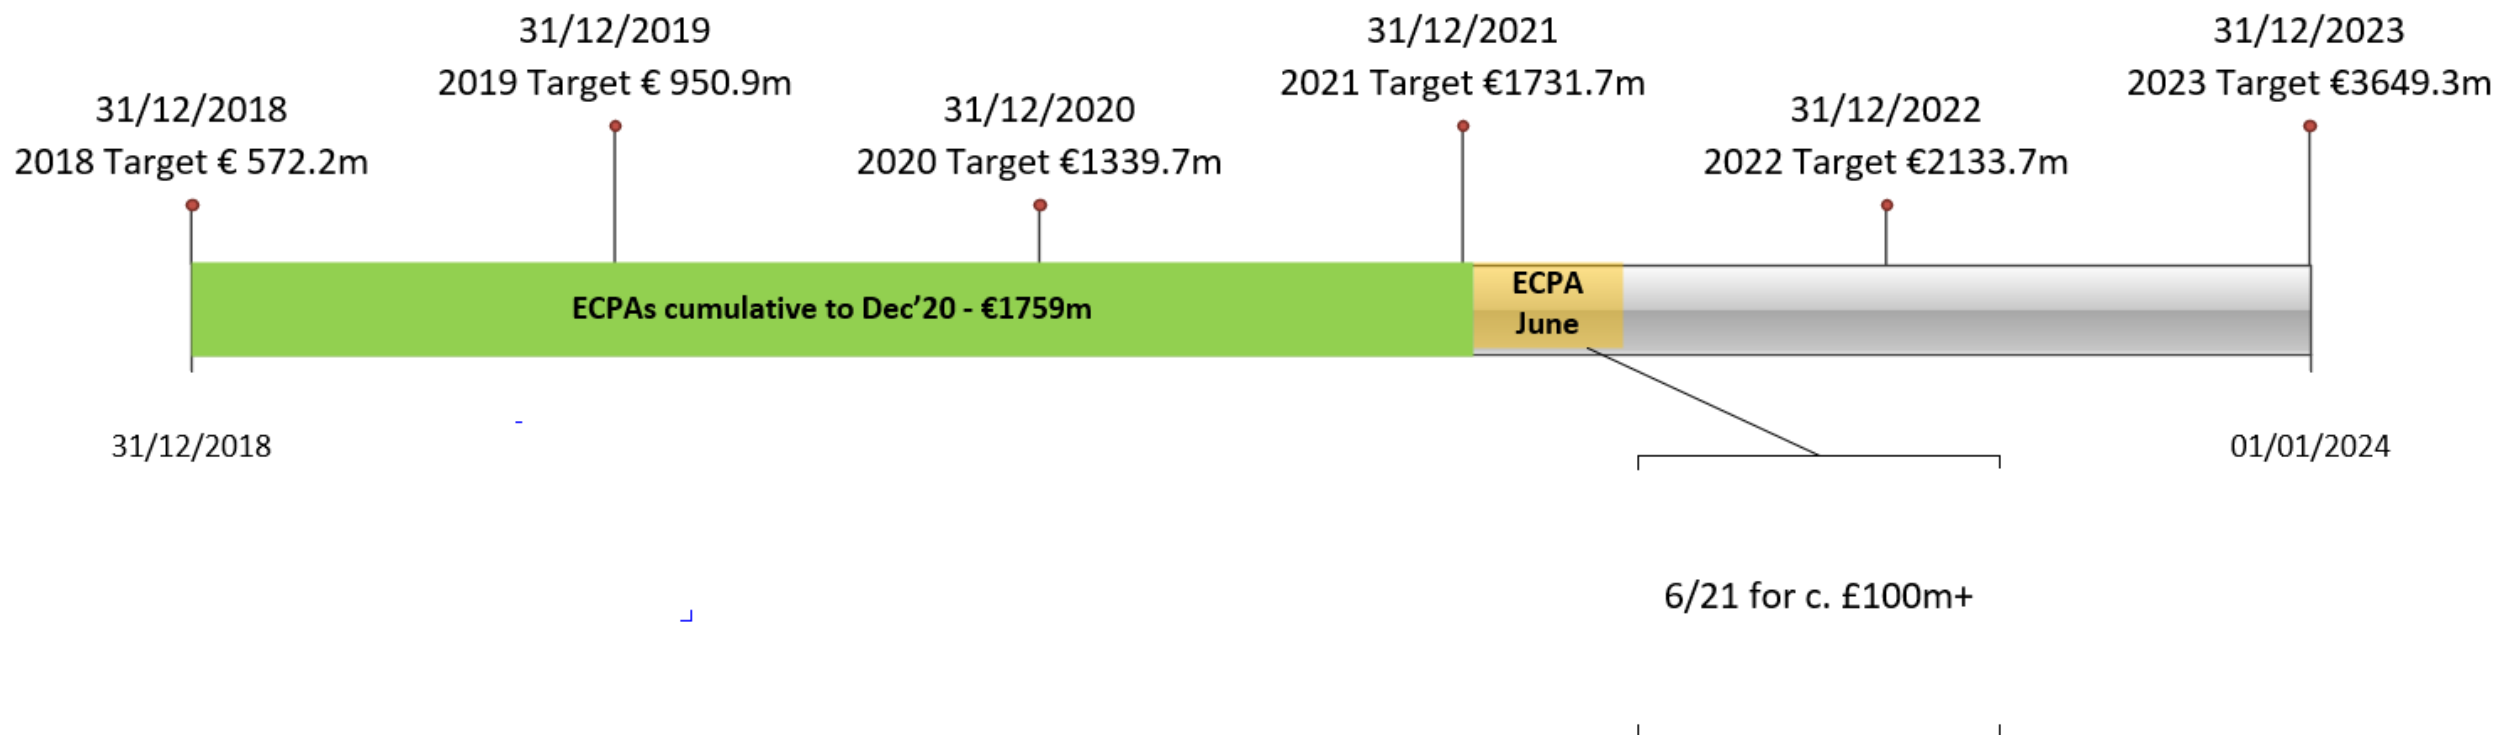 31/12/2018
2018 Target € 572.2m
31/12/2019
2019 Target € 950.9m
31/12/2020
2020 Target €1339.7m
31/12/2021
2021 Target €1731.7m
31/12/2022
2022 Target €2133.7m
31/12/2023
2023 Target €3649.3m
ECPAs cumulative to Dec’20 - €1759m
ECPA
June
31/12/2018
01/01/2024
6/21 for c. £100m+